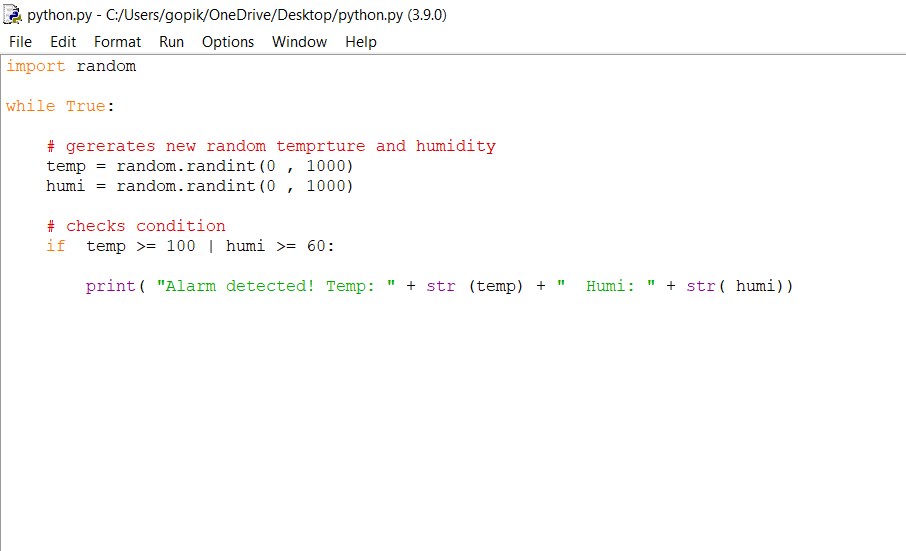 python.py - C:/Users/gopik/OneDrive/Desktop/python.py (3.9.0)
File Edit Format Run Options Window Help
import random
while True:
    # gererates new random temprture and humidity
    temp = random.randint(0 , 1000)
    humi = random.randint(0 , 1000)
    # checks condition
    if  temp >= 100 | humi >= 60:
        print( "Alarm detected! Temp: " + str (temp) + "  Humi: " + str( humi))